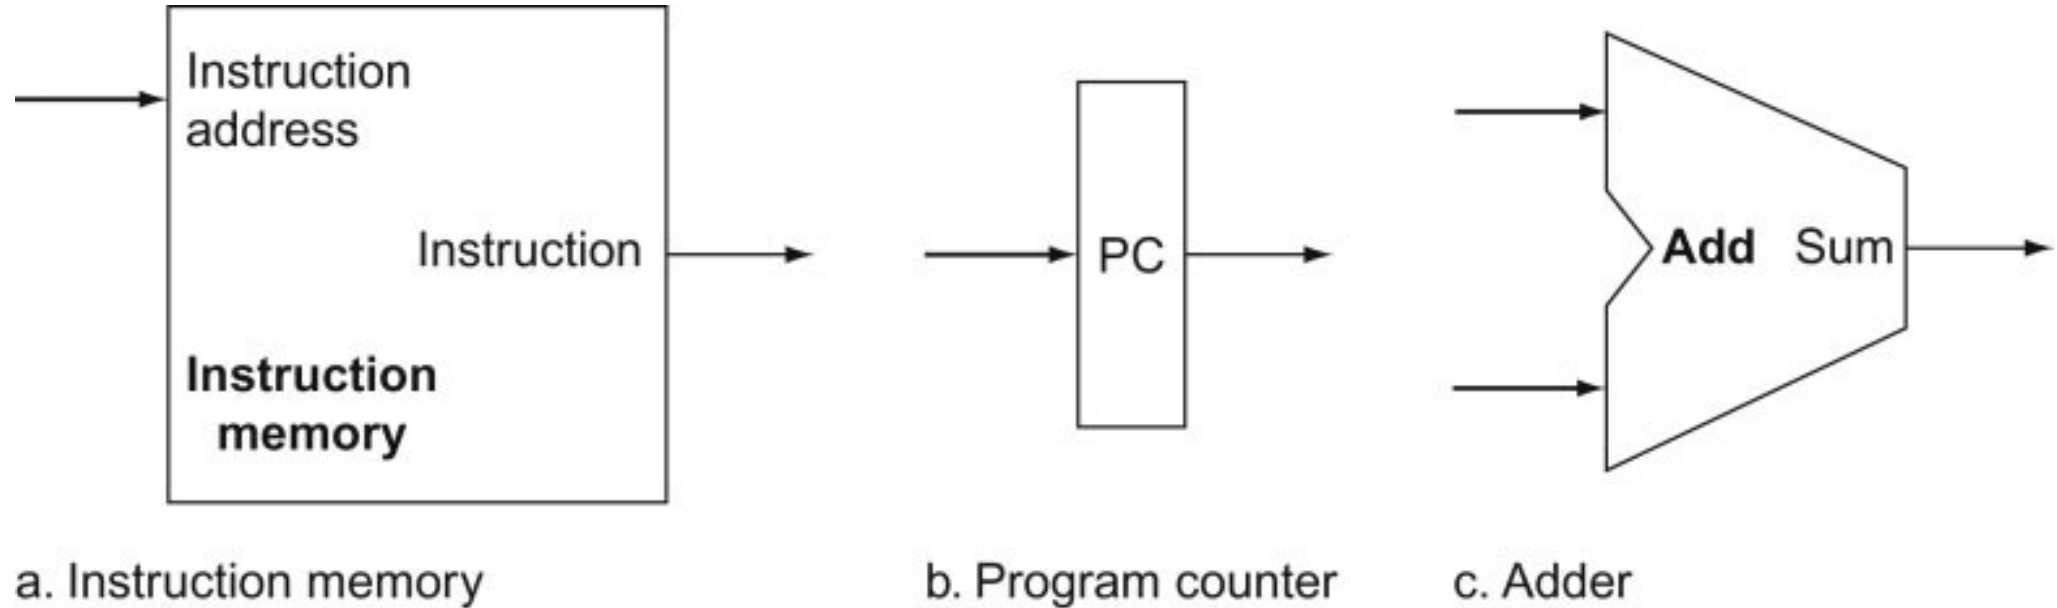 Instruction
address
Instruction
Instruction
memory
PC
Add Sum
a. Instruction memory
b. Program counter
c. Adder